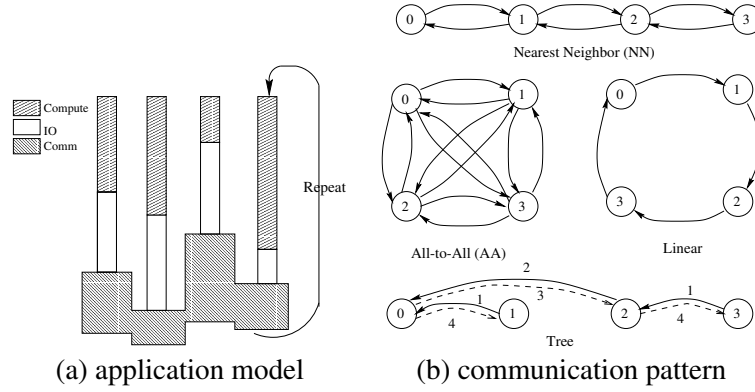 Compute
IO
Comm
Repeat
(a) application model
0 1 2 3
Nearest Neighbor (NN)
0 1
2 3
All-to-All (AA)
0 1
3 2
Linear
2
3
1 1
0 1 2 3
4 4
Tree
(b) communication pattern